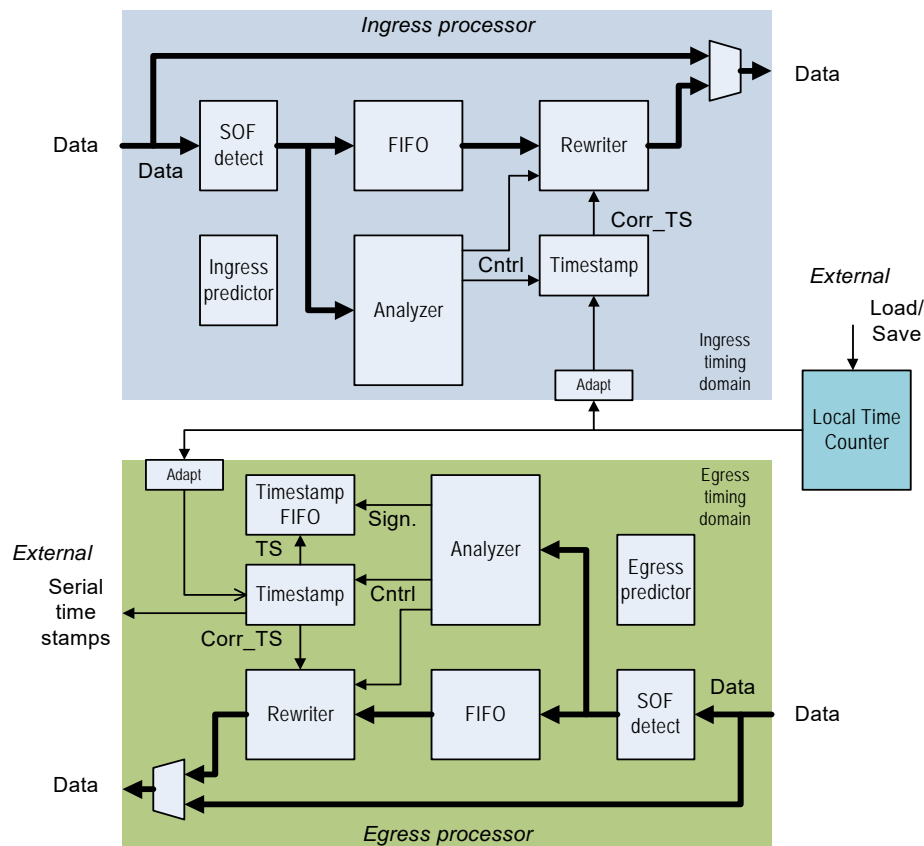 Ingress processor
Data
Data
Data
SOF
detect
FIFO
Rewriter
Corr_TS
Ingress
predictor
Analyzer
Cntrl
Timestamp
External
Load/
Save
Ingress
timing
domain
Adapt
Local Time
Counter
Adapt
Timestamp
FIFO
Sign.
Analyzer
Egress
timing
domain
External
TS
Egress
predictor
Serial
time
stamps
Timestamp
Cntrl
Corr_TS
Rewriter
FIFO
SOF
detect
Data
Data
Data
Egress processor